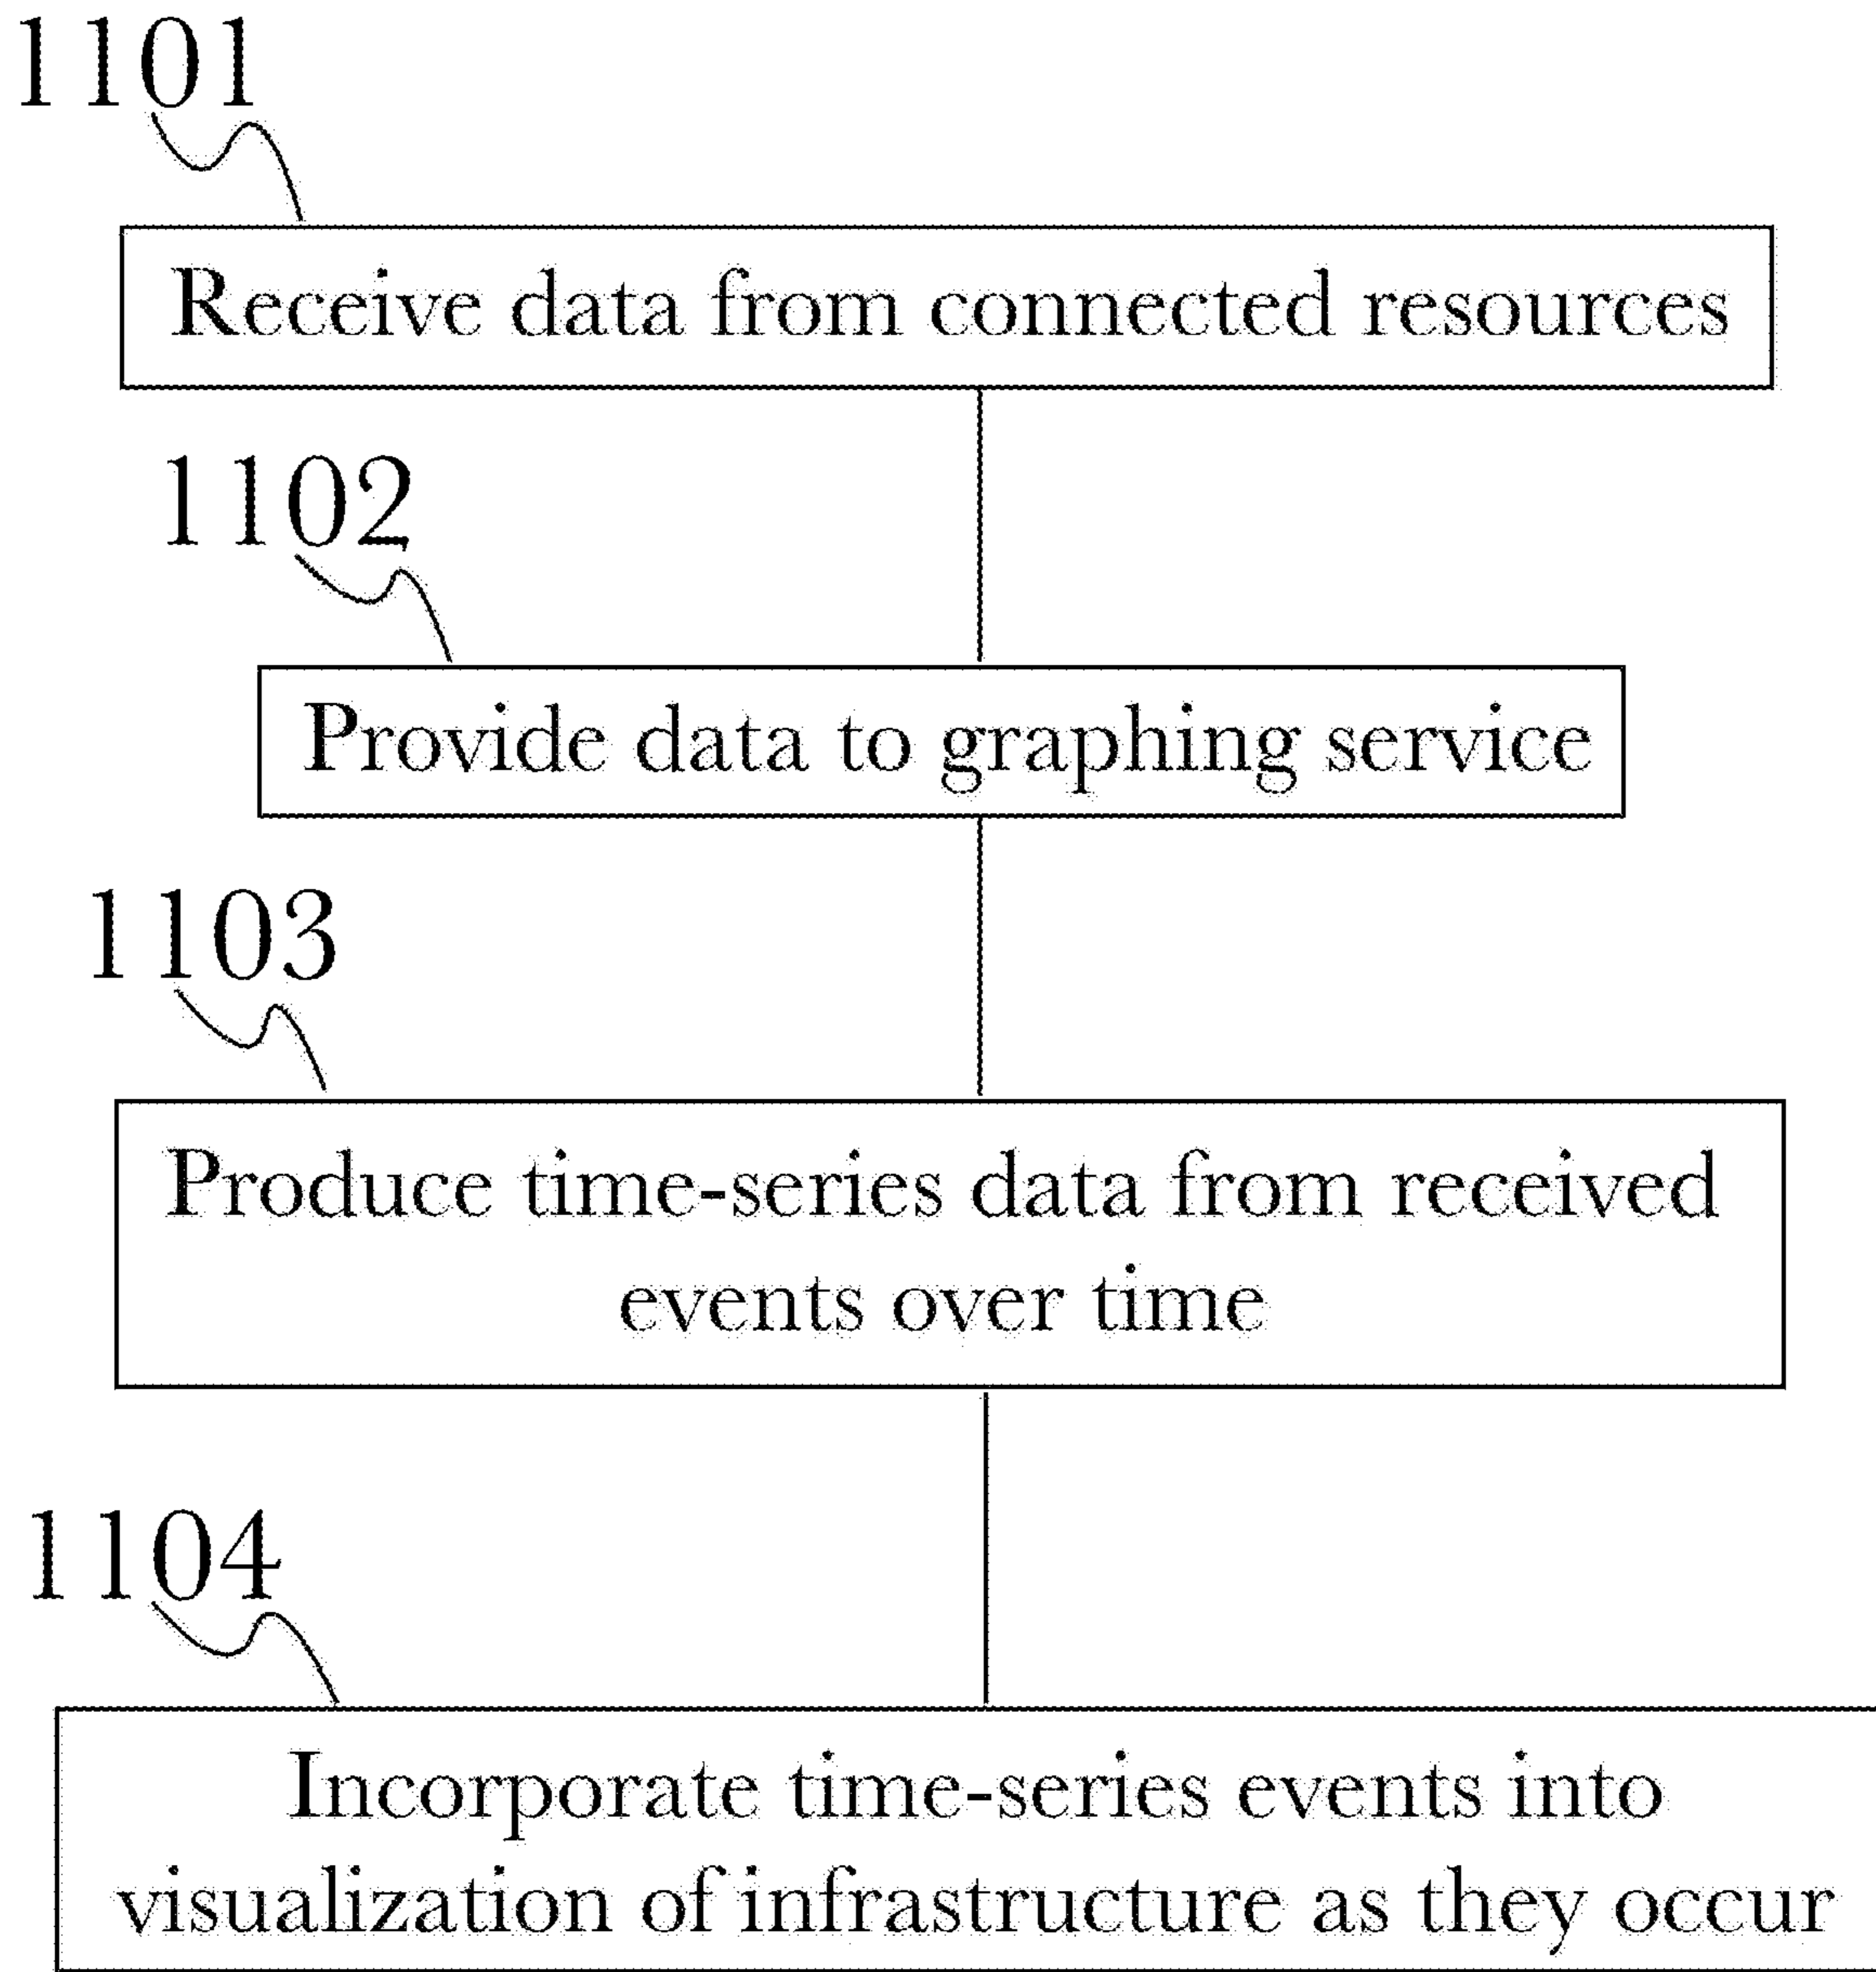 1101
Receive data from connected resources
1102
Provide data to graphing service
1103
Produce time-series data from received
events over time
1104
Incorporate time-series events into
visualization of infrastructure as they occur